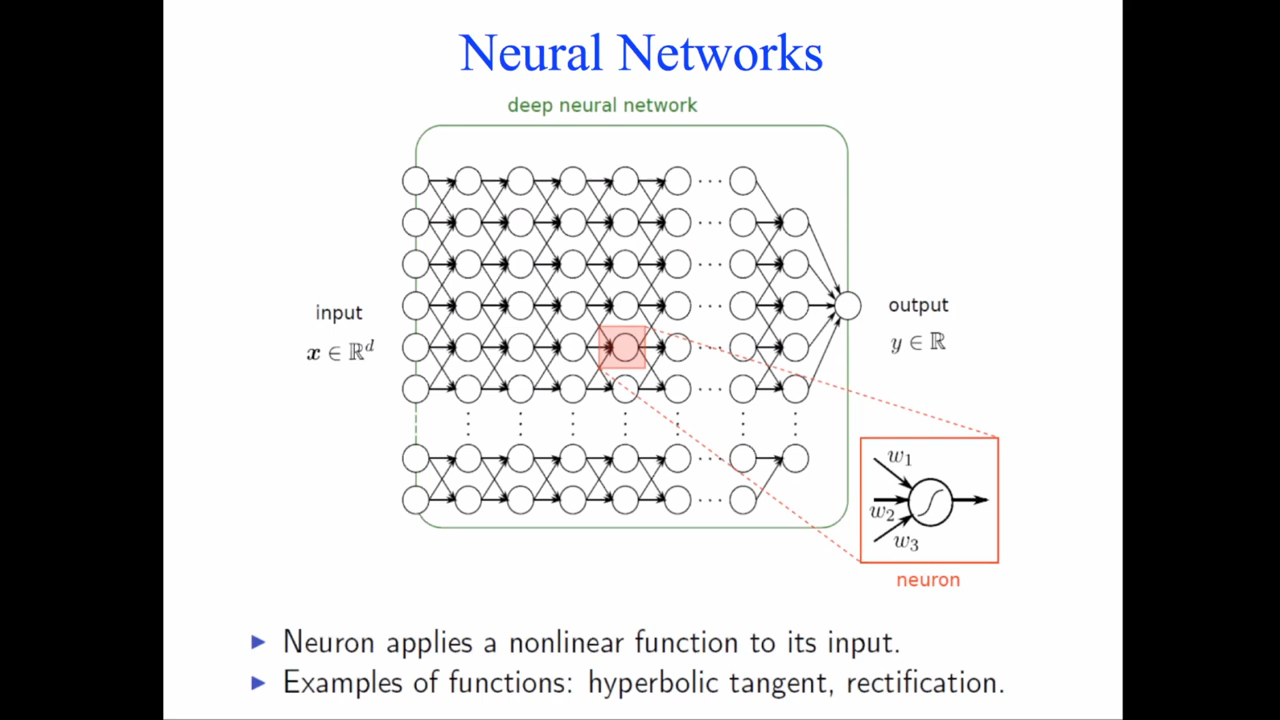 Neural Networks
deep neural network
input
x ∈ ℝᵈ
output
y ∈ ℝ
w₁
w₂
w₃
neuron
▶ Neuron applies a nonlinear function to its input.
▶ Examples of functions: hyperbolic tangent, rectification.